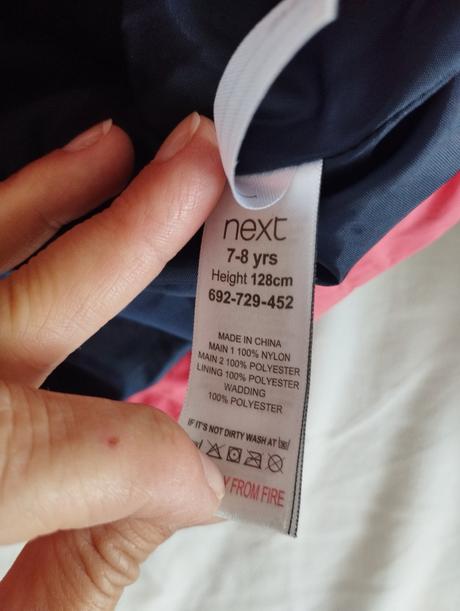 next
7-8 yrs
Height 128cm
692-729-452
MADE IN CHINA
MAIN 1 100% NYLON
MAIN 2 100% POLYESTER
LINING 100% POLYESTER
WADDING
100% POLYESTER
IF IT'S NOT DIRTY WASH AT
FROM FIRE